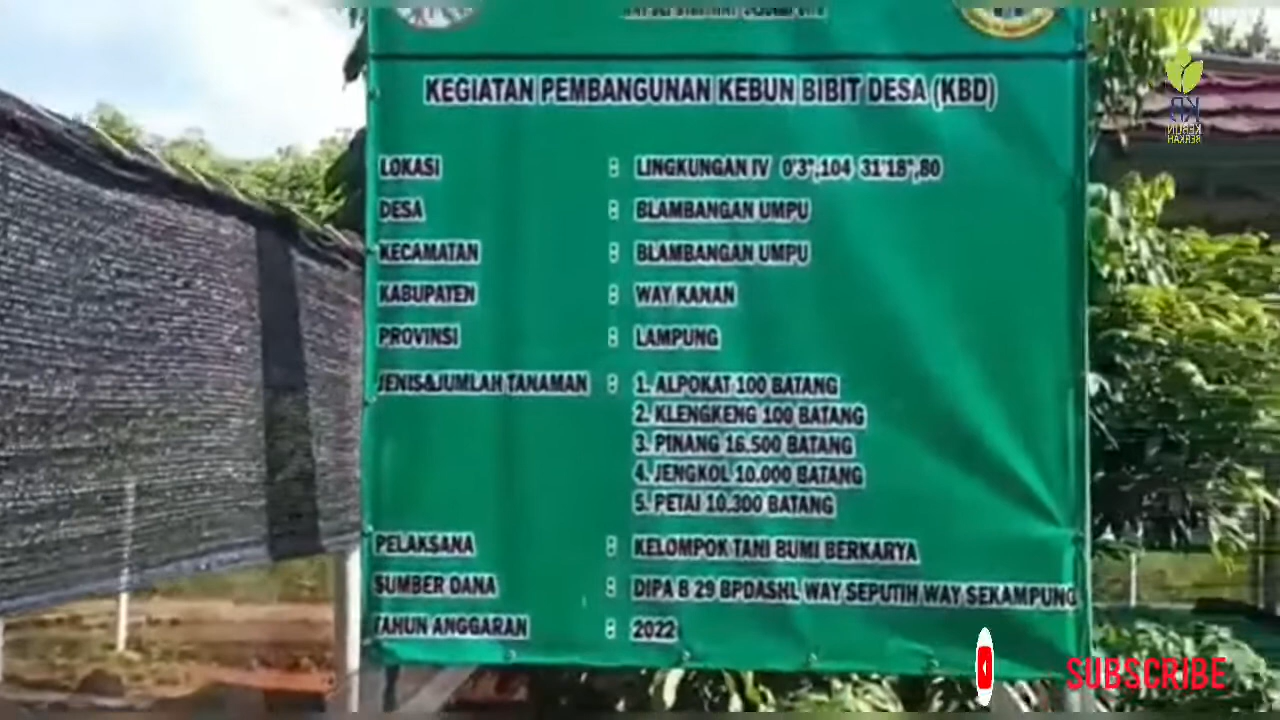 KEGIATAN PEMBANGUNAN KEBUN BIBIT DESA (KBD)
LOKASI : LINGKUNGAN IV 0'3",104 31'18",80
DESA : BLAMBANGAN UMPU
KECAMATAN : BLAMBANGAN UMPU
KABUPATEN : WAY KANAN
PROVINSI : LAMPUNG
JENIS&JUMLAH TANAMAN : 1. ALPOKAT 100 BATANG
2. KLENGKENG 100 BATANG
3. PINANG 16.500 BATANG
4. JENGKOL 10.000 BATANG
5. PETAI 10.300 BATANG
PELAKSANA : KELOMPOK TANI BUMI BERKARYA
SUMBER DANA : DIPA B 29 BPDASHL WAY SEPUTIH WAY SEKAMPUNG
TAHUN ANGGARAN : 2022
KB
KEBUN
BERKAH
SUBSCRIBE